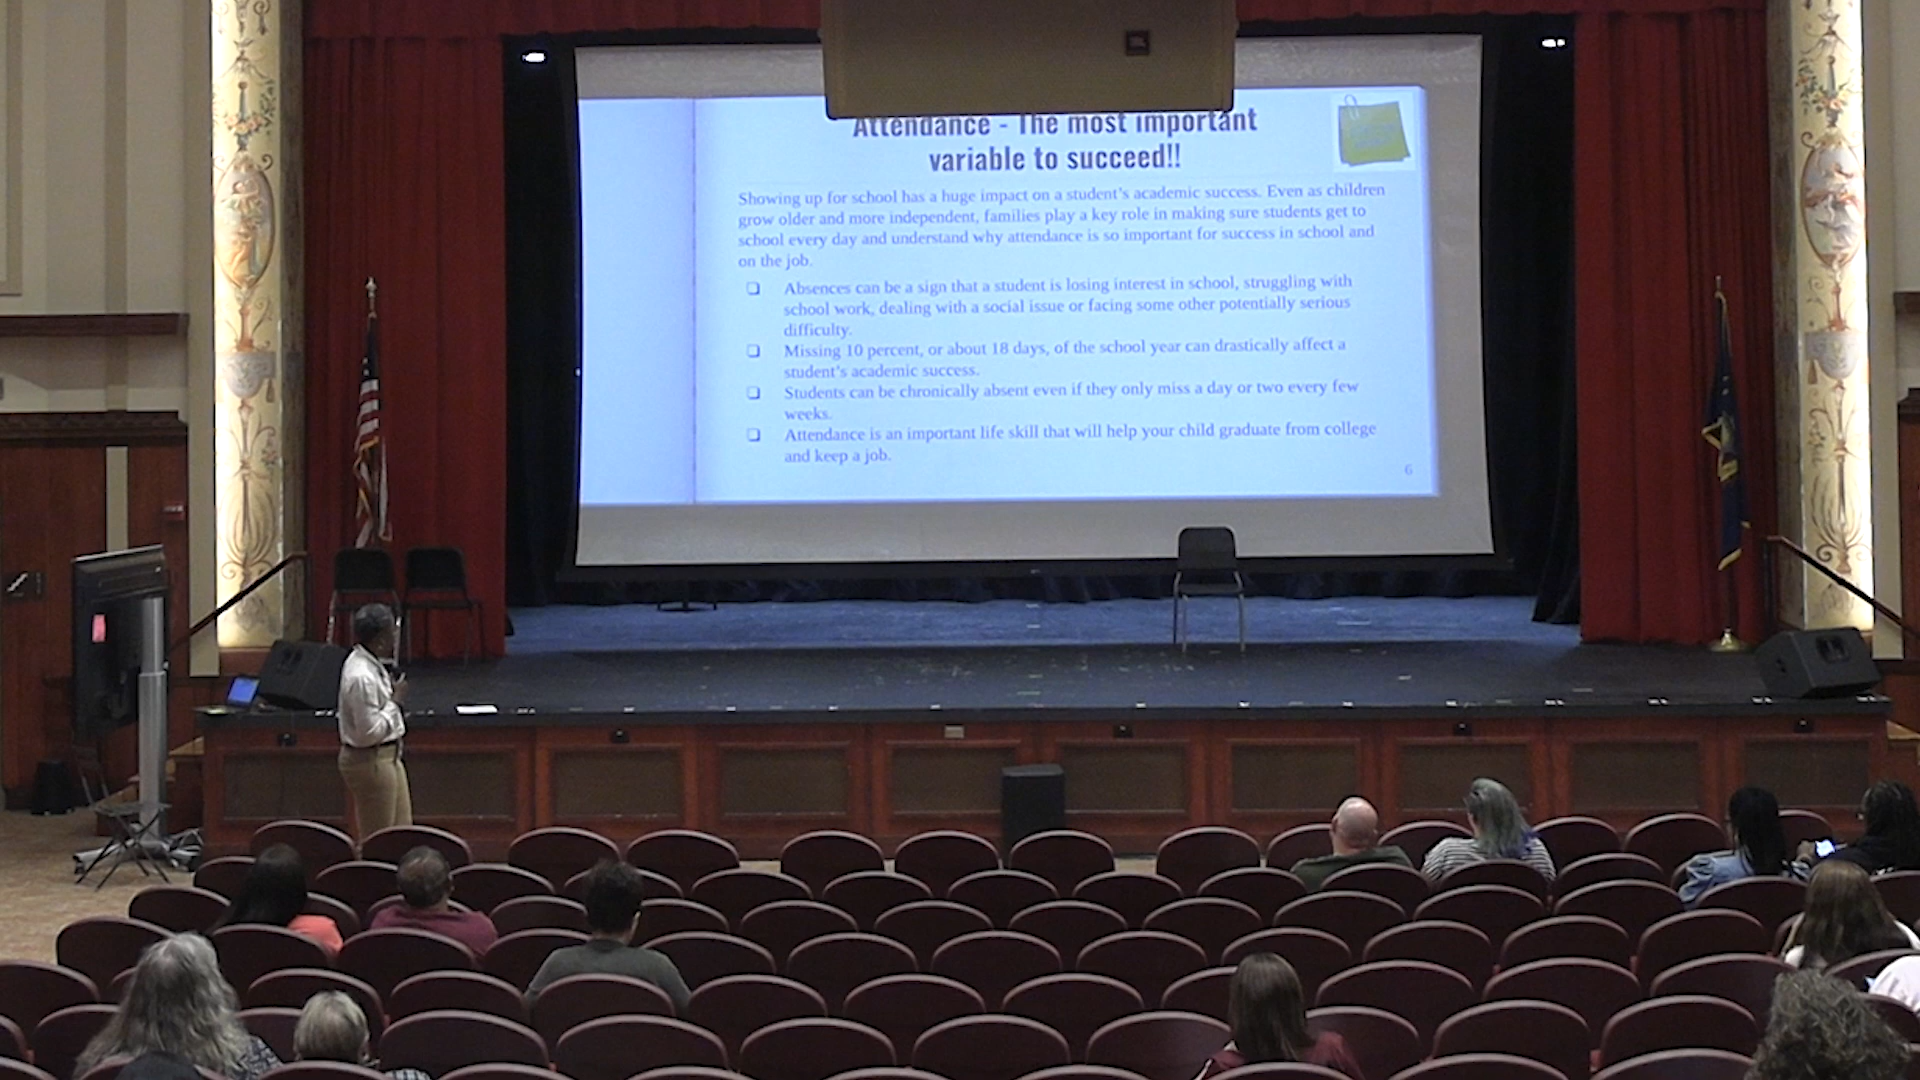 Attendance - The most important
variable to succeed!!
Showing up for school has a huge impact on a student's academic success. Even as children
grow older and more independent, families play a key role in making sure students get to
school every day and understand why attendance is so important for success in school and
on the job.
❏ Absences can be a sign that a student is losing interest in school, struggling with
school work, dealing with a social issue or facing some other potentially serious
difficulty.
❏ Missing 10 percent, or about 18 days, of the school year can drastically affect a
student's academic success.
❏ Students can be chronically absent even if they only miss a day or two every few
weeks.
❏ Attendance is an important life skill that will help your child graduate from college
and keep a job.
6